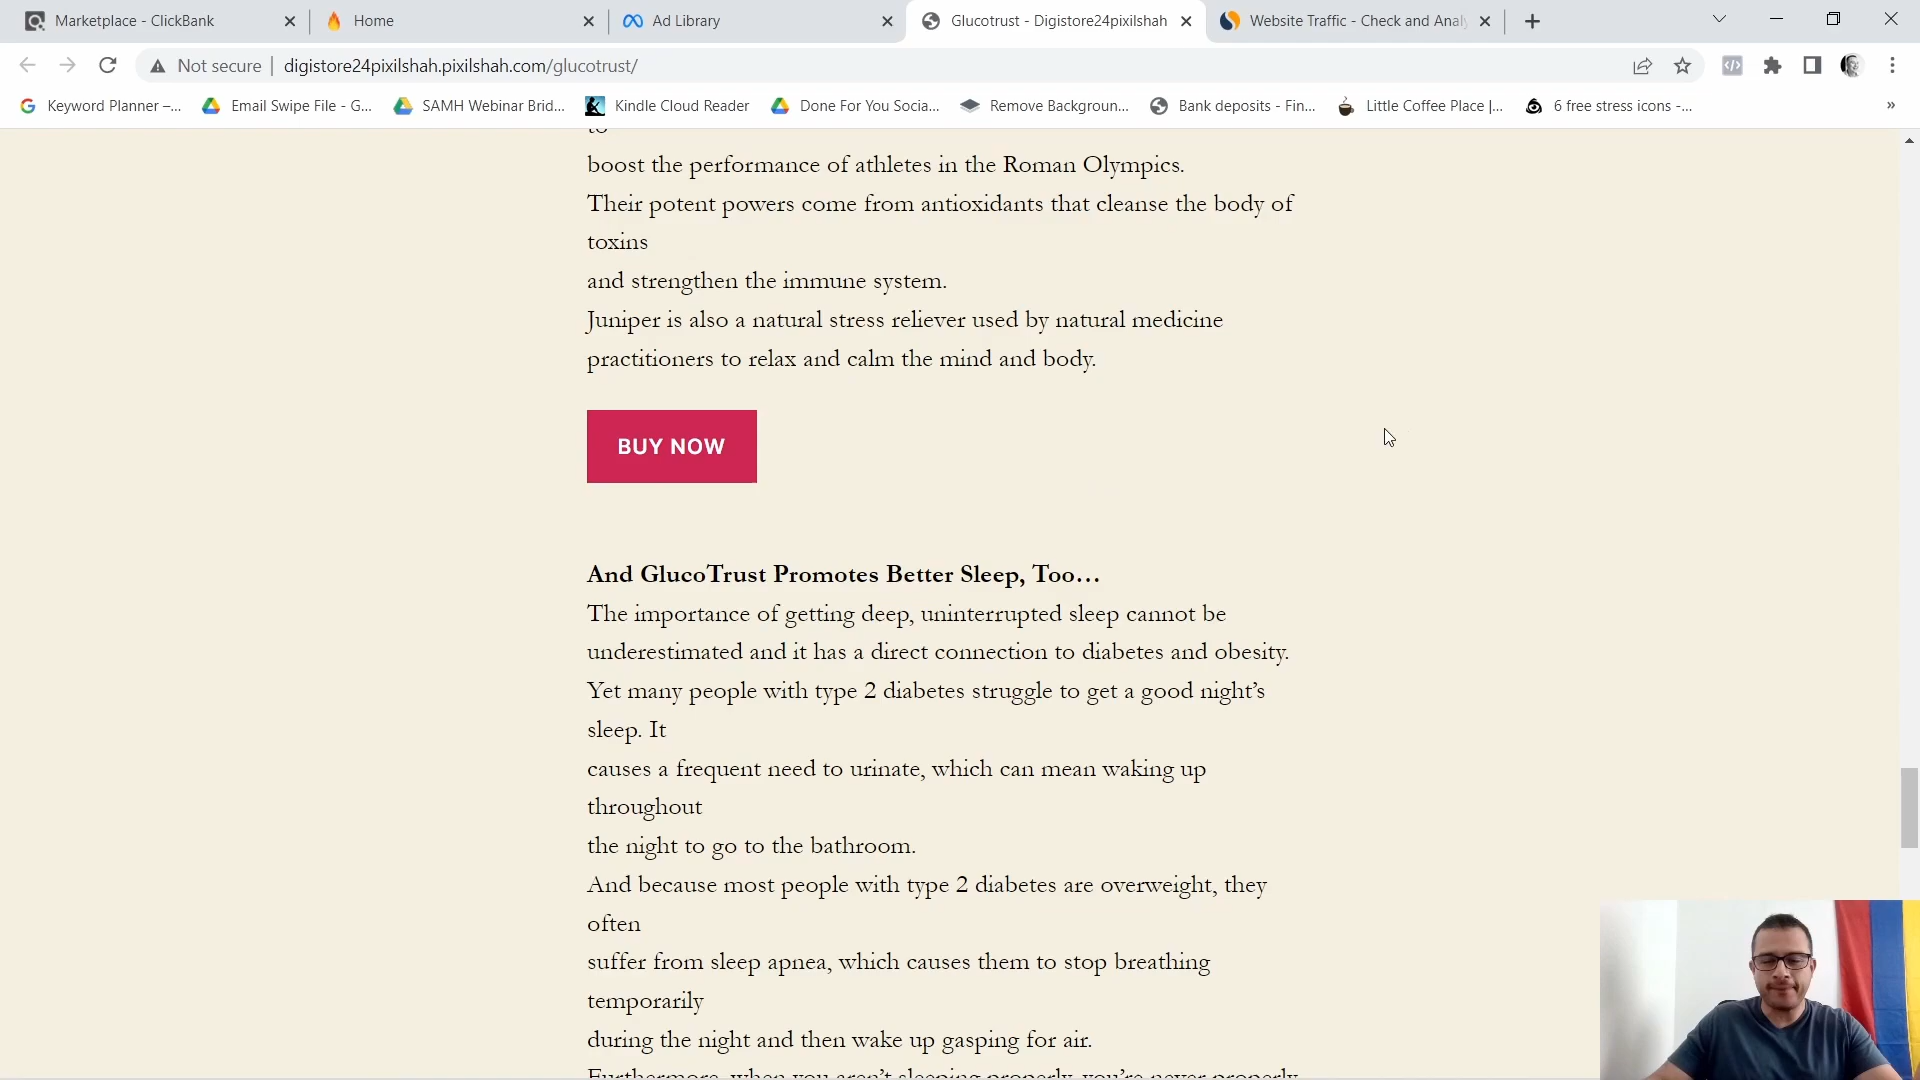 Marketplace - ClickBank
Home
Ad Library
Glucotrust - Digistore24pixilshah
Website Traffic - Check and Analy
Not secure
digistore24pixilshah.pixilshah.com/glucotrust/
Keyword Planner –...
Email Swipe File - G...
SAMH Webinar Brid...
Kindle Cloud Reader
Done For You Socia...
Remove Backgroun...
Bank deposits - Fin...
Little Coffee Place |...
6 free stress icons -...
to
boost the performance of athletes in the Roman Olympics.
Their potent powers come from antioxidants that cleanse the body of
toxins
and strengthen the immune system.
Juniper is also a natural stress reliever used by natural medicine
practitioners to relax and calm the mind and body.
BUY NOW
And GlucoTrust Promotes Better Sleep, Too…
The importance of getting deep, uninterrupted sleep cannot be
underestimated and it has a direct connection to diabetes and obesity.
Yet many people with type 2 diabetes struggle to get a good night’s
sleep. It
causes a frequent need to urinate, which can mean waking up
throughout
the night to go to the bathroom.
And because most people with type 2 diabetes are overweight, they
often
suffer from sleep apnea, which causes them to stop breathing
temporarily
during the night and then wake up gasping for air.
Furthermore, when you aren’t sleeping properly, you’re never properly